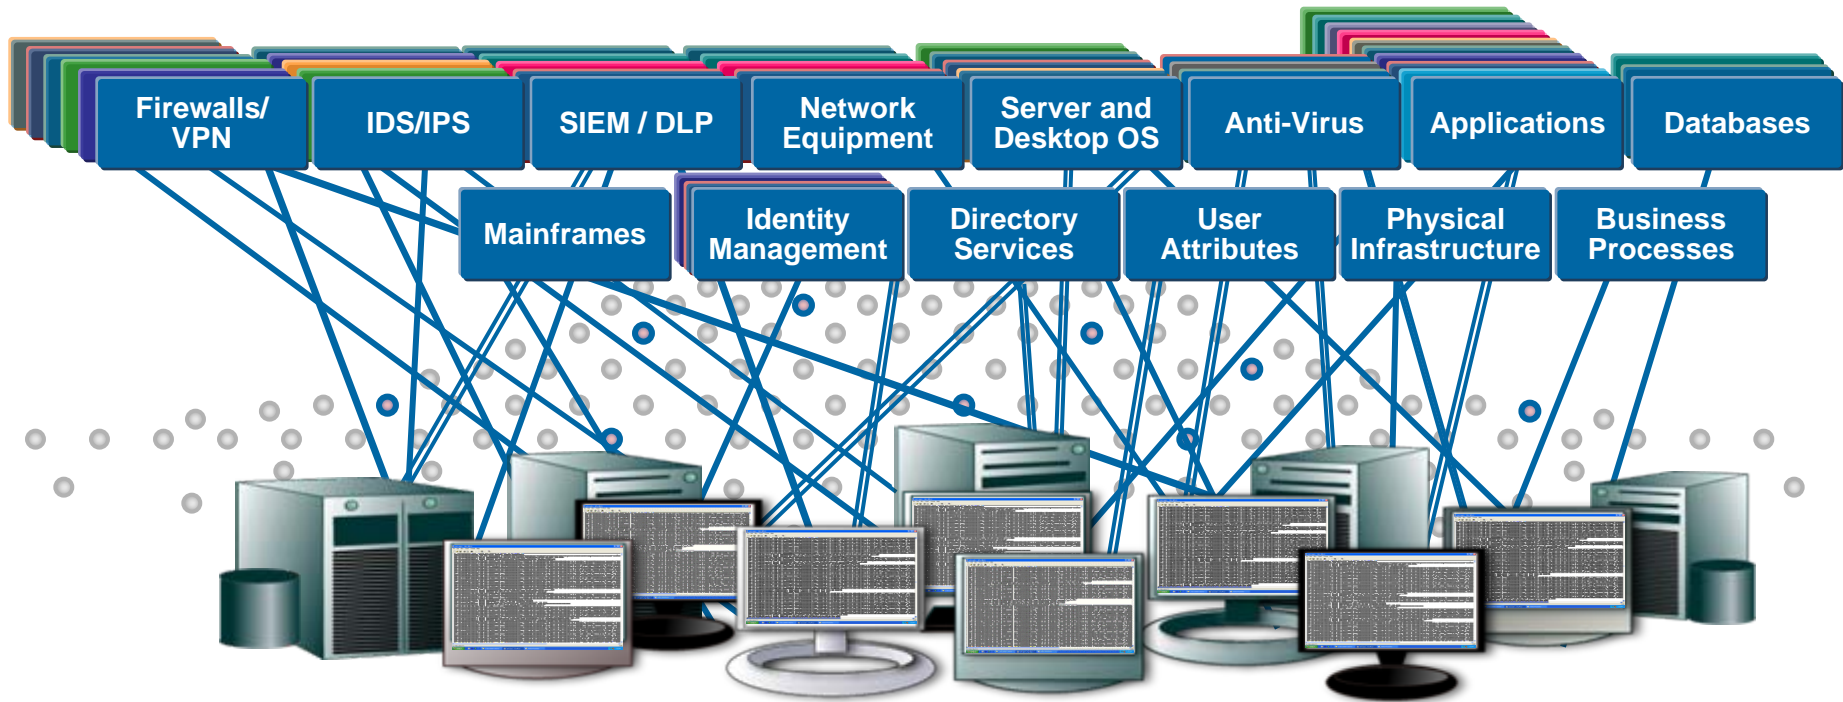 Firewalls/
VPN
IDS/IPS
SIEM / DLP
Network
Equipment
Server and
Desktop OS
Anti-Virus
Applications
Databases
Mainframes
Identity
Management
Directory
Services
User
Attributes
Physical
Infrastructure
Business
Processes